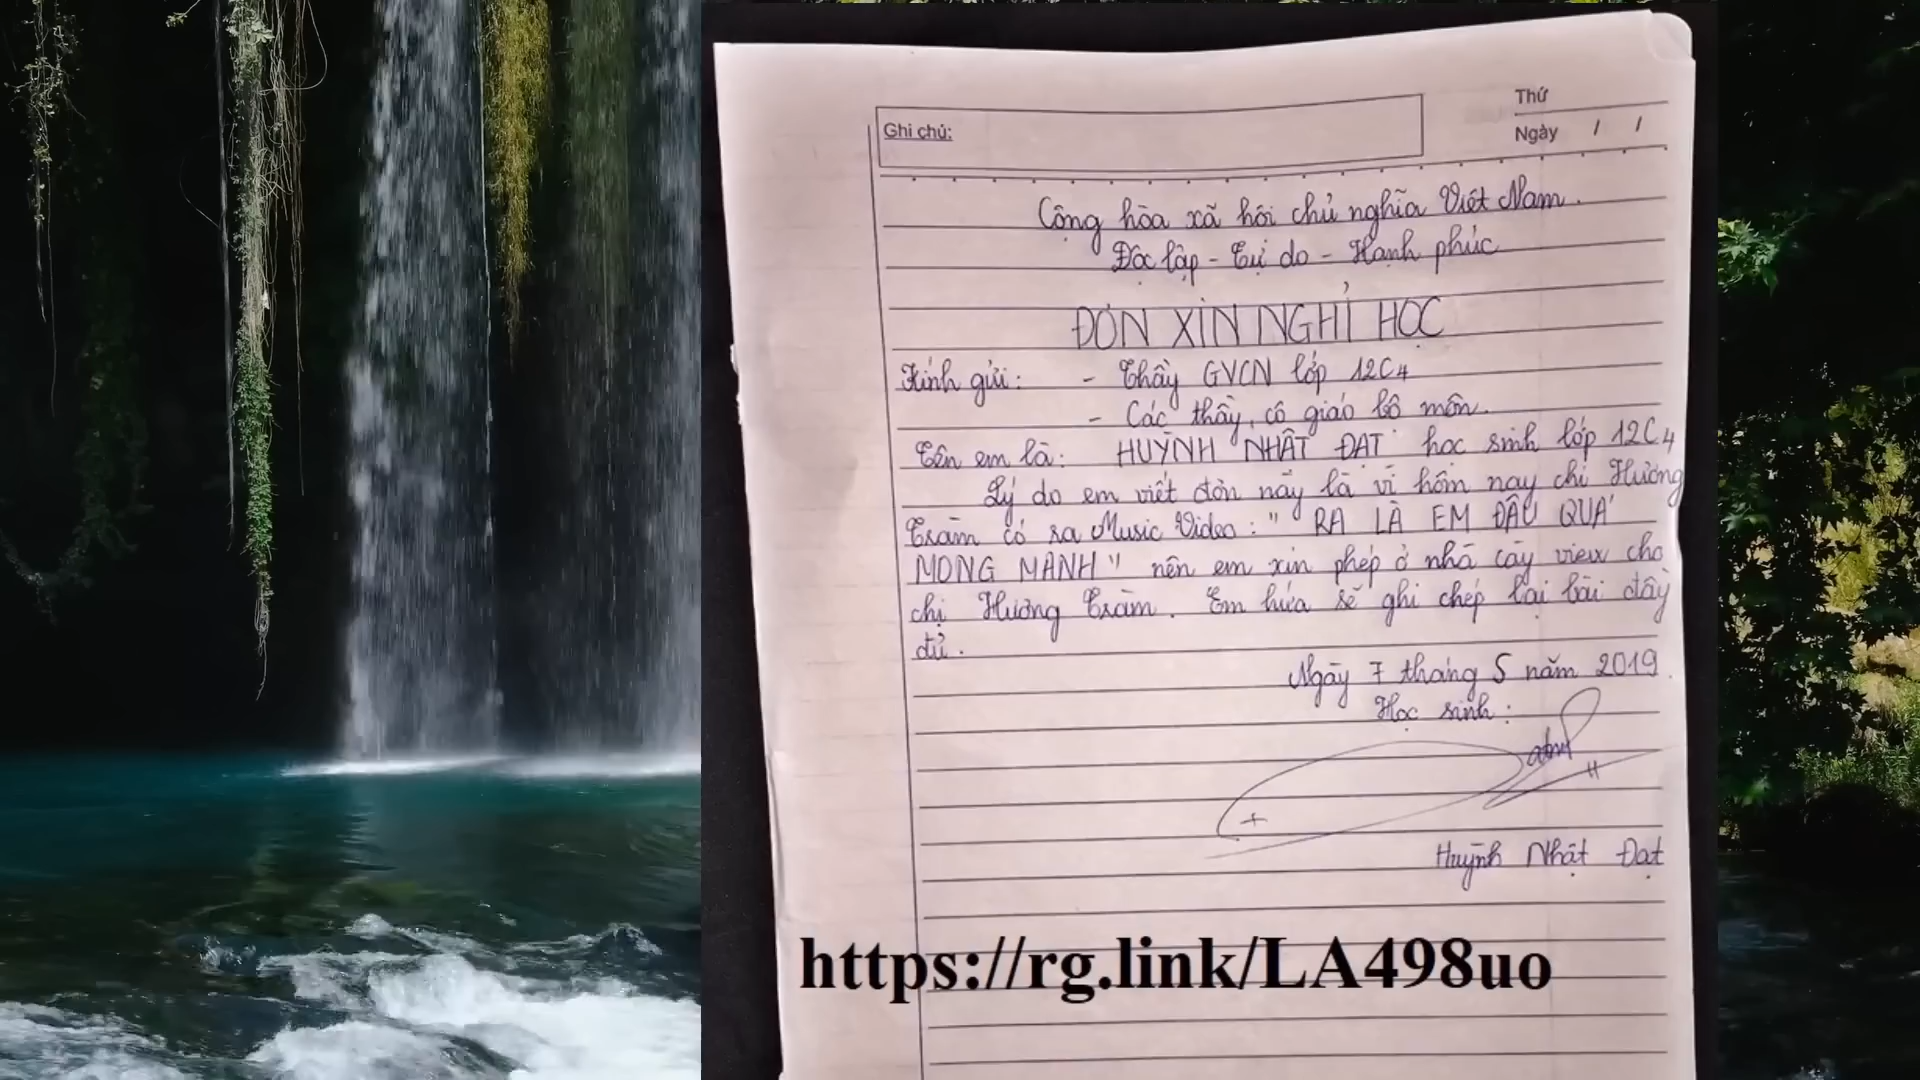 Ghi chú:
Thứ
Ngày / /
Cộng hòa xã hôi chủ nghĩa Việt Nam.
Độc lập - Tự do - Hạnh phúc
ĐƠN XIN NGHỈ HỌC
Kính gửi: - Thầy GVCN lớp 12C4
- Các thầy, cô giáo bộ môn.
Tên em là: HUỲNH NHẬT ĐẠT học sinh lớp 12C4
Lý do em viết đơn này là vì hôm nay chị Hương
Tràm có ra Music Video: " RA LÀ EM ĐÂU QUÁ
MONG MANH " nên em xin phép ở nhà cày view cho
chị Hương Tràm. Em hứa sẽ ghi chép lại bài đầy
đủ.
Ngày 7 tháng 5 năm 2019.
Học sinh:
Huỳnh Nhật Đạt
https://rg.link/LA498uo